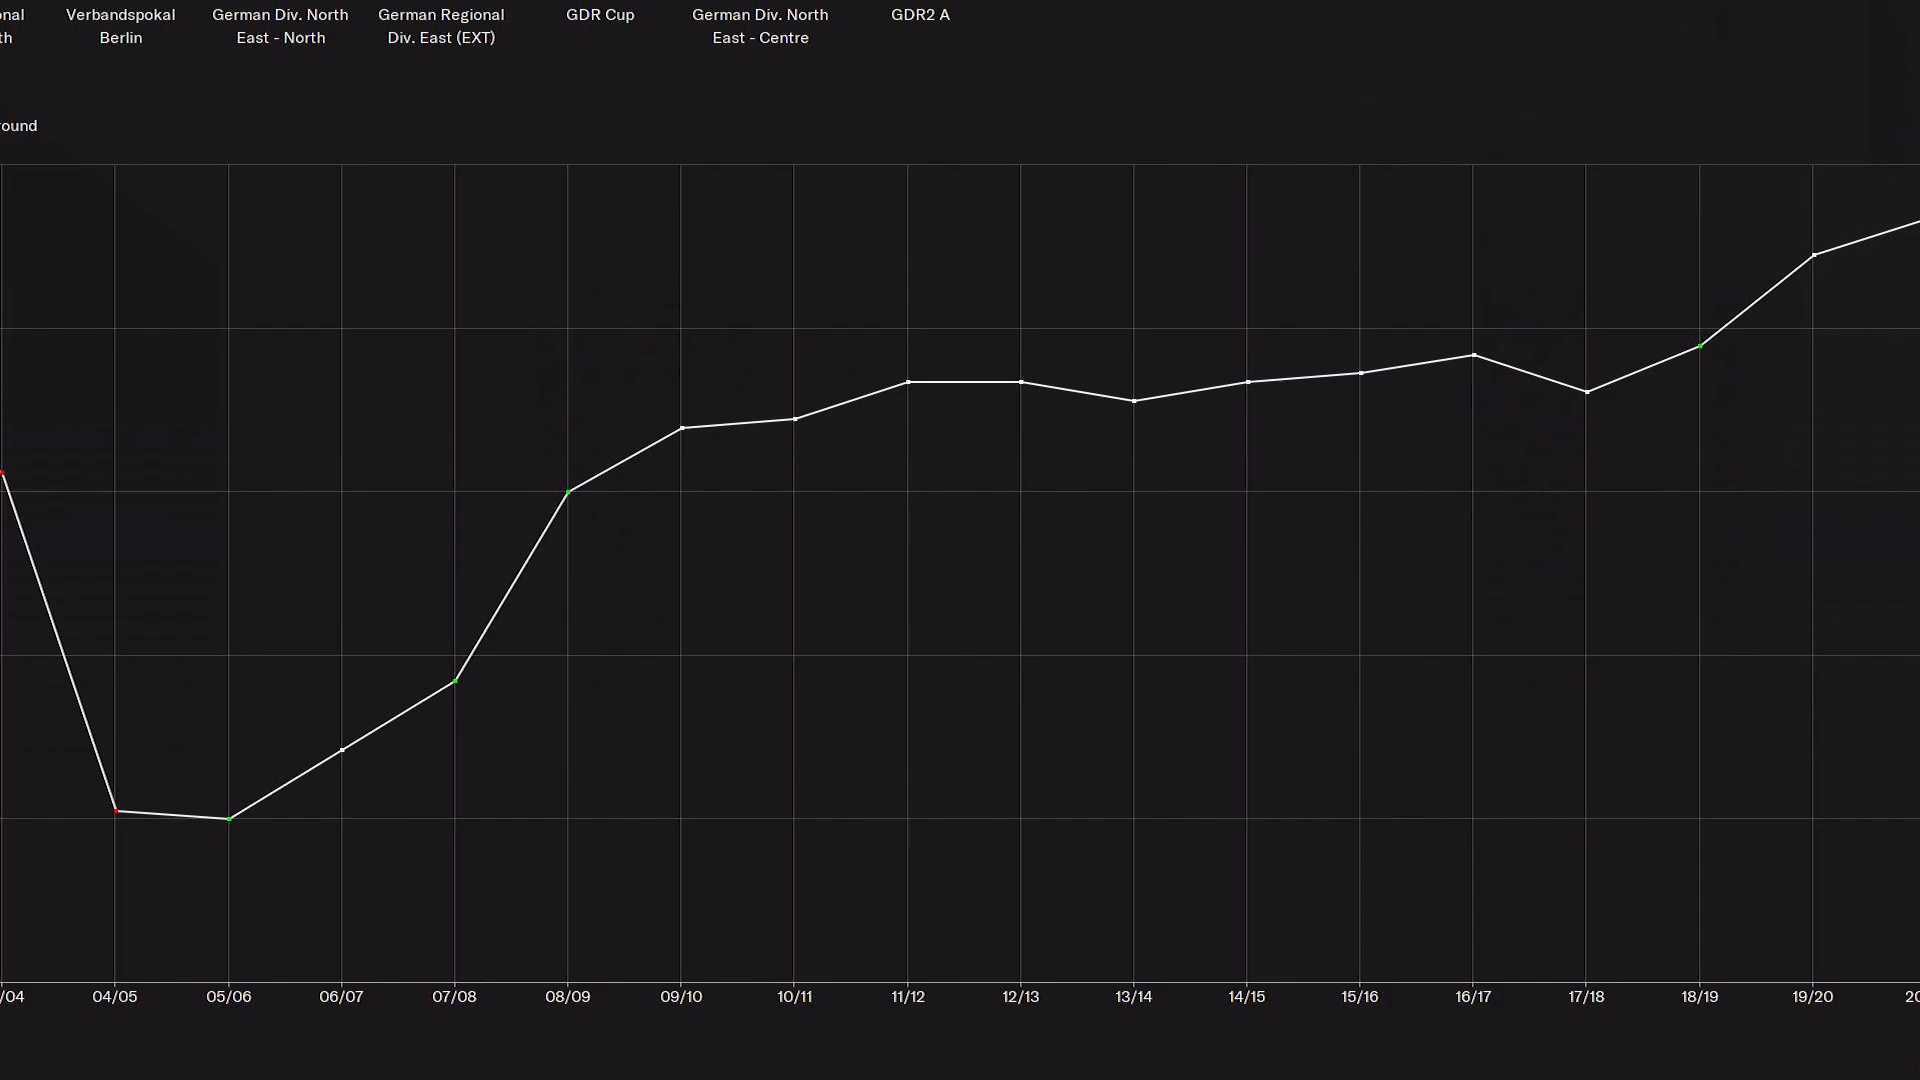 onal Verbandspokal German Div. North German Regional GDR Cup German Div. North GDR2 A
th Berlin East - North Div. East (EXT) East - Centre
round
/04 04/05 05/06 06/07 07/08 08/09 09/10 10/11 11/12 12/13 13/14 14/15 15/16 16/17 17/18 18/19 19/20 20